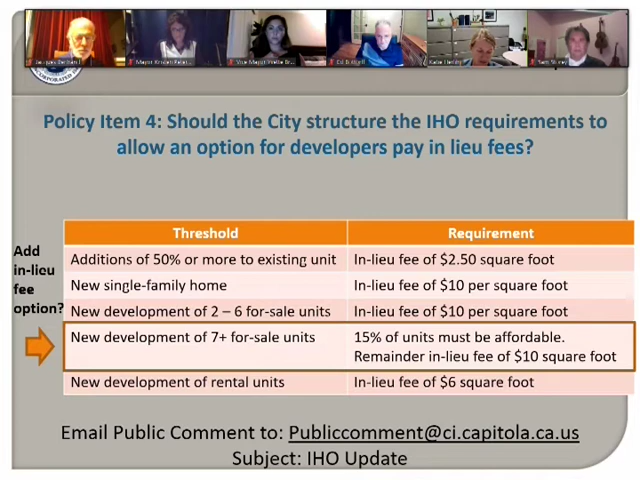 Mayor Kristen Peter...
Policy Item 4: Should the City structure the IHO requirements to
allow an option for developers pay in lieu fees?
Add
in-lieu
fee
option?
Threshold Requirement
Additions of 50% or more to existing unit In-lieu fee of $2.50 square foot
New single-family home In-lieu fee of $10 per square foot
New development of 2 – 6 for-sale units In-lieu fee of $10 per square foot
New development of 7+ for-sale units 15% of units must be affordable.
Remainder in-lieu fee of $10 square foot
New development of rental units In-lieu fee of $6 square foot
Email Public Comment to: Publiccomment@ci.capitola.ca.us
Subject: IHO Update